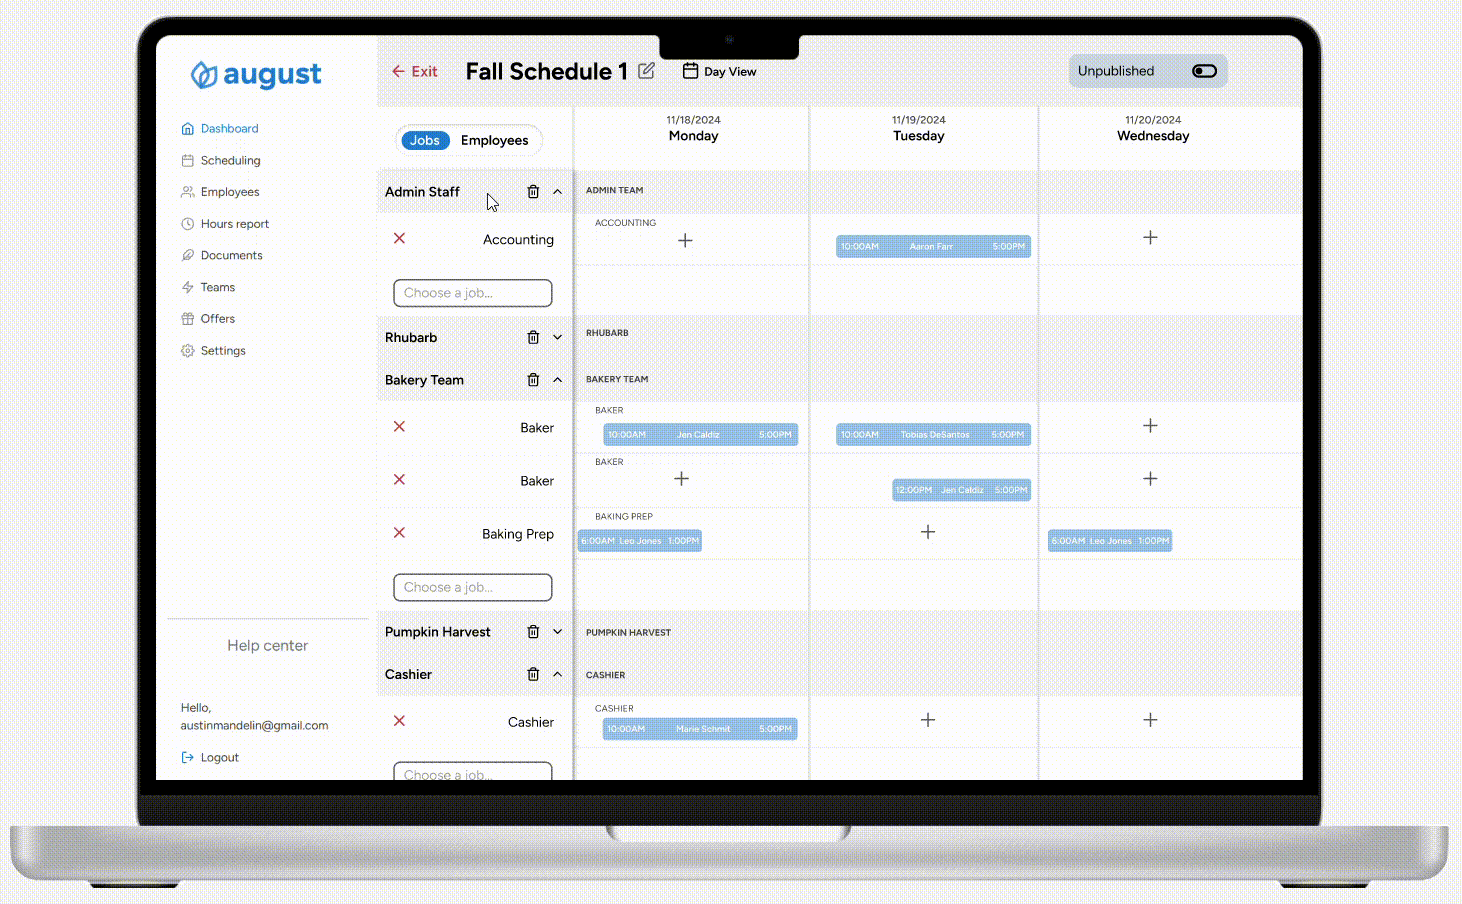 august
Dashboard
Scheduling
Employees
Hours report
Documents
Teams
Offers
Settings
Help center
Hello,
austinmandelin@gmail.com
Logout
Exit
Fall Schedule 1
Day View
Unpublished
Jobs Employees
11/18/2024
Monday
11/19/2024
Tuesday
11/20/2024
Wednesday
Admin Staff
ADMIN TEAM
Accounting
ACCOUNTING
10:00AM Aaron Farr 5:00PM
Choose a job...
Rhubarb
RHUBARB
Bakery Team
BAKERY TEAM
Baker
BAKER
10:00AM Jen Caldiz 5:00PM
10:00AM Tobias DeSantos 5:00PM
Baker
BAKER
12:00PM Jen Caldiz 5:00PM
Baking Prep
BAKING PREP
6:00AM Leo Jones 1:00PM
6:00AM Leo Jones 1:00PM
Choose a job...
Pumpkin Harvest
PUMPKIN HARVEST
Cashier
CASHIER
Cashier
CASHIER
10:00AM Marie Schmit 5:00PM
Choose a job...